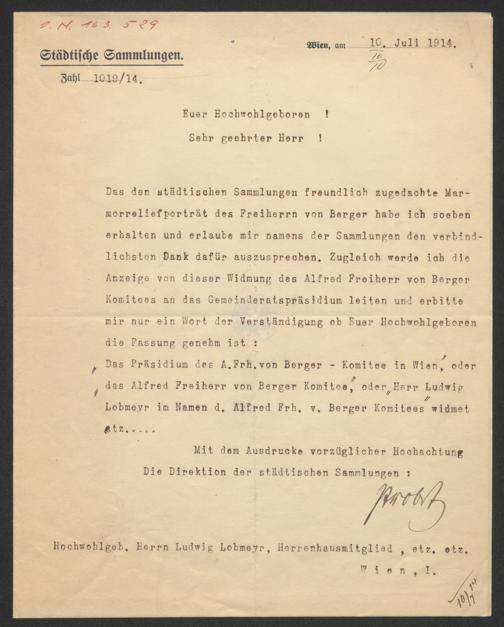 J. N. 163.529
Städtische Sammlungen.
Zahl 1019/14.
Wien, am 10. Juli 1914.
Euer Hochwohlgeboren !
Sehr geehrter Herr !
Das den städtischen Sammlungen freundlich zugedachte Mar-
morreliefporträt des Freiherrn von Berger habe ich soeben
erhalten und erlaube mir namens der Sammlungen den verbind-
lichsten Dank dafür auszusprechen. Zugleich werde ich die
Anzeige von dieser Widmung des Alfred Freiherr von Berger
Komitees an das Gemeinderatspräsidium leiten und erbitte
mir nur ein Wort der Verständigung ob Euer Hochwohlgeboren
die Fassung genehm ist :
„Das Präsidium des A.Frh.von Berger - Komitee in Wien", oder
„das Alfred Freiherr von Berger Komitee", oder „Herr Ludwig
Lobmeyr im Namen d. Alfred Frh. v. Berger Komitees" widmet
etz.....
Mit dem Ausdrucke vorzüglicher Hochachtung
Die Direktion der städtischen Sammlungen :
Probst
Hochwohlgeb. Herrn Ludwig Lobmeyr, Herrenhausmitglied , etz. etz.
Wien, I.
10/7 14